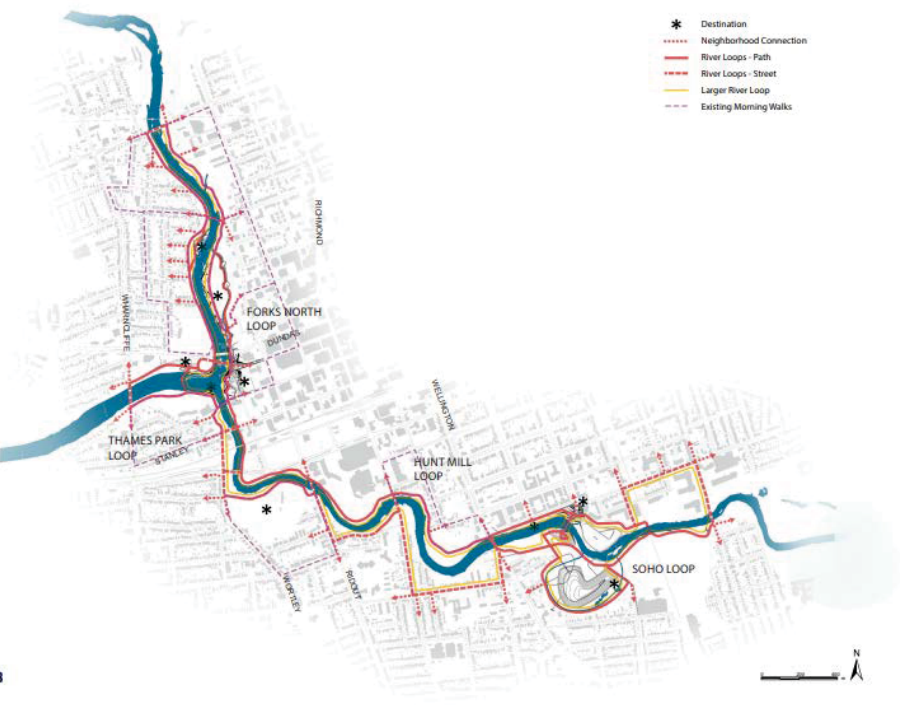 Destination
Neighborhood Connection
River Loops - Path
River Loops - Street
Larger River Loop
Existing Morning Walks
RICHMOND
WHARNCLIFFE
FORKS NORTH
LOOP
DUNDAS
WELLINGTON
THAMES PARK
LOOP
STANLEY
HUNT MILL
LOOP
SOHO LOOP
WORTLEY
RIDOUT
N